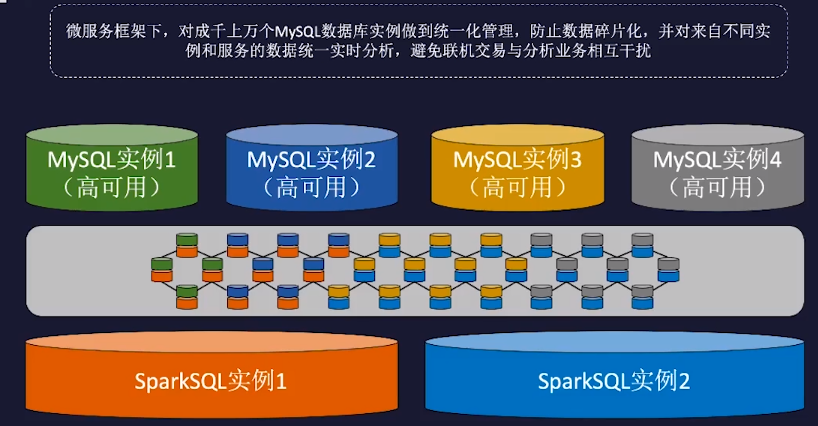 微服务框架下，对成千上万个MySQL数据库实例做到统一化管理，防止数据碎片化，并对来自不同实
例和服务的数据统一实时分析，避免联机交易与分析业务相互干扰
MySQL实例1
（高可用）
MySQL实例2
（高可用）
MySQL实例3
（高可用）
MySQL实例4
（高可用）
SparkSQL实例1
SparkSQL实例2